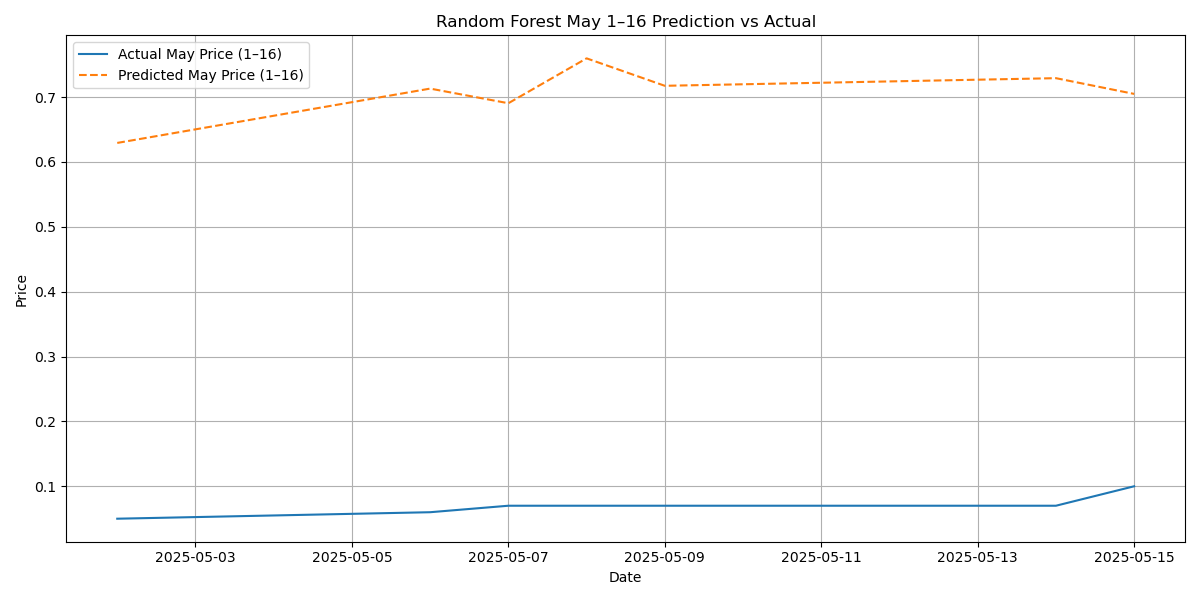 Random Forest May 1–16 Prediction vs Actual
Actual May Price (1–16)
Predicted May Price (1–16)
Price
0.7
0.6
0.5
0.4
0.3
0.2
0.1
2025-05-03 2025-05-05 2025-05-07 2025-05-09 2025-05-11 2025-05-13 2025-05-15
Date